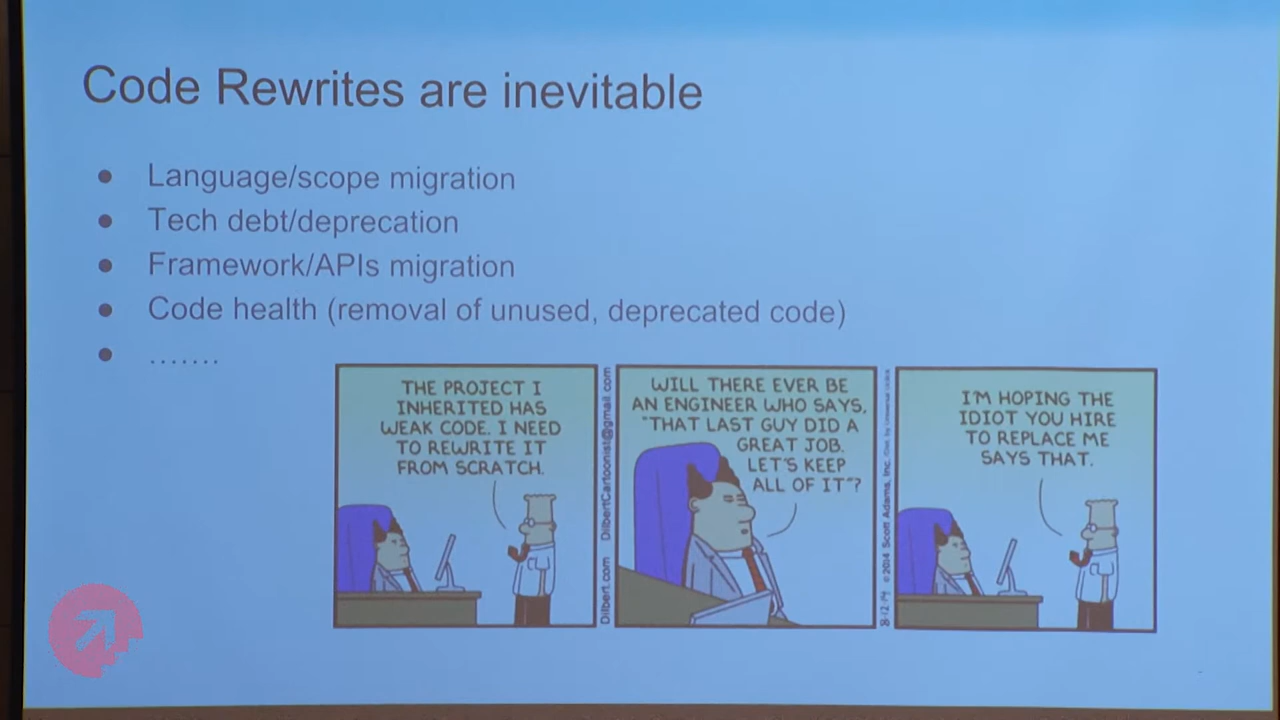 Code Rewrites are inevitable
● Language/scope migration
● Tech debt/deprecation
● Framework/APIs migration
● Code health (removal of unused, deprecated code)
● .......
THE PROJECT I
INHERITED HAS
WEAK CODE. I NEED
TO REWRITE IT
FROM SCRATCH.
Dilbert.com DilbertCartoonist@gmail.com
WILL THERE EVER BE
AN ENGINEER WHO SAYS,
"THAT LAST GUY DID A
GREAT JOB.
LET'S KEEP
ALL OF IT"?
8-12-14 ©2014 Scott Adams, Inc.
I'M HOPING THE
IDIOT YOU HIRE
TO REPLACE ME
SAYS THAT.